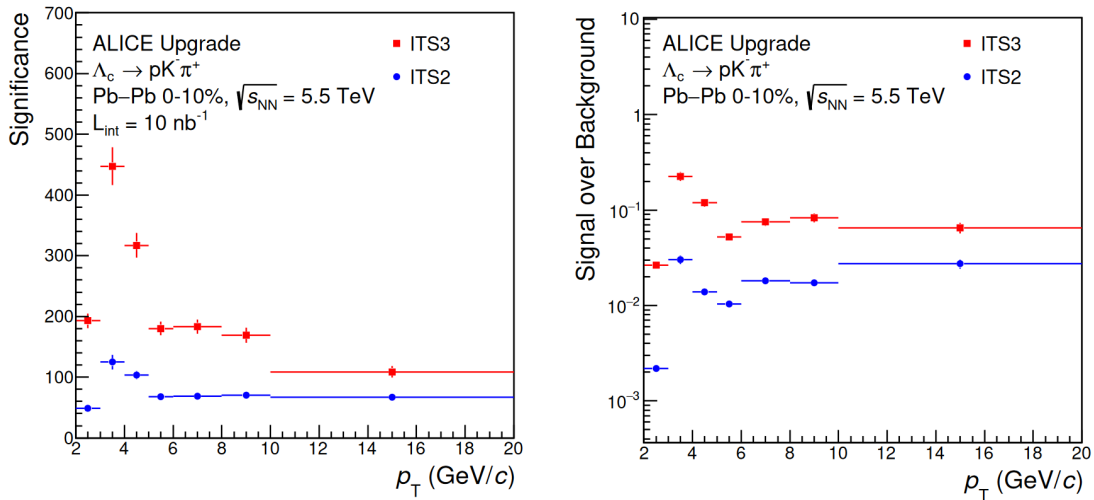 700
600
500
400
300
200
100
0
Significance
ALICE Upgrade
Λc → pK⁻π⁺
Pb–Pb 0-10%, √sNN = 5.5 TeV
Lint = 10 nb⁻¹
ITS3
ITS2
2 4 6 8 10 12 14 16 18 20
pT (GeV/c)
10
1
10⁻¹
10⁻²
10⁻³
Signal over Background
ALICE Upgrade
Λc → pK⁻π⁺
Pb–Pb 0-10%, √sNN = 5.5 TeV
ITS3
ITS2
2 4 6 8 10 12 14 16 18 20
pT (GeV/c)